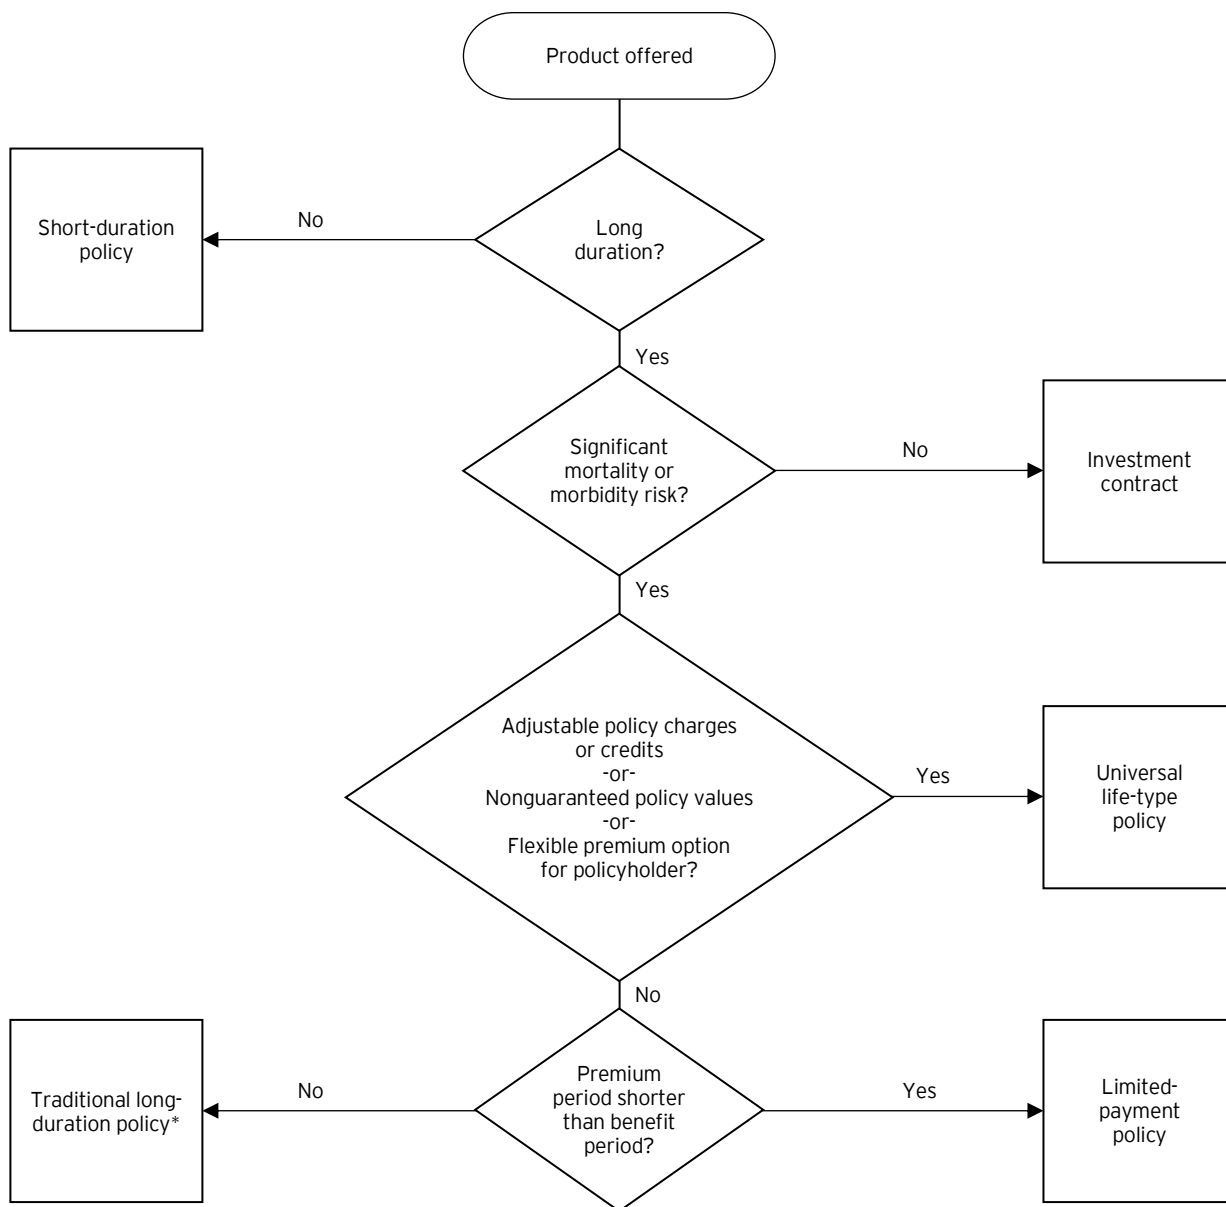 Product offered
Short-duration
policy
No
Long
duration?
Yes
Significant
mortality or
morbidity risk?
No
Investment
contract
Yes
Adjustable policy charges
or credits
-or-
Nonguaranteed policy values
-or-
Flexible premium option
for policyholder?
Yes
Universal
life-type
policy
No
Traditional long-
duration policy*
No
Premium
period shorter
than benefit
period?
Yes
Limited-
payment
policy